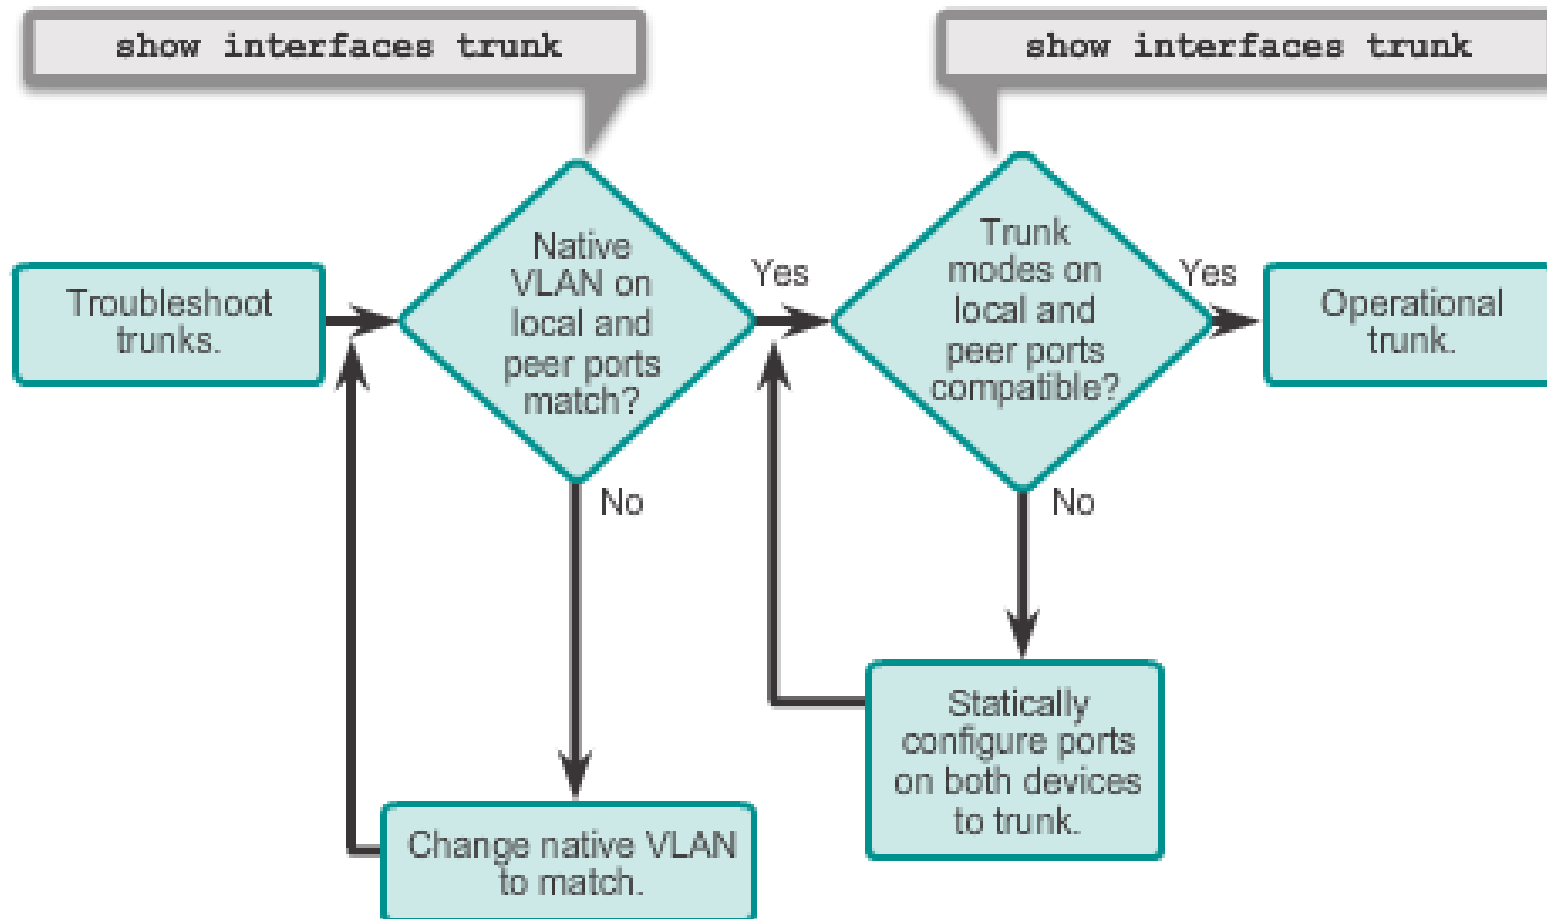 show interfaces trunk
show interfaces trunk
Troubleshoot
trunks.
Native
VLAN on
local and
peer ports
match?
Yes
Trunk
modes on
local and
peer ports
compatible?
Yes
Operational
trunk.
No
No
Statically
configure ports
on both devices
to trunk.
Change native VLAN
to match.